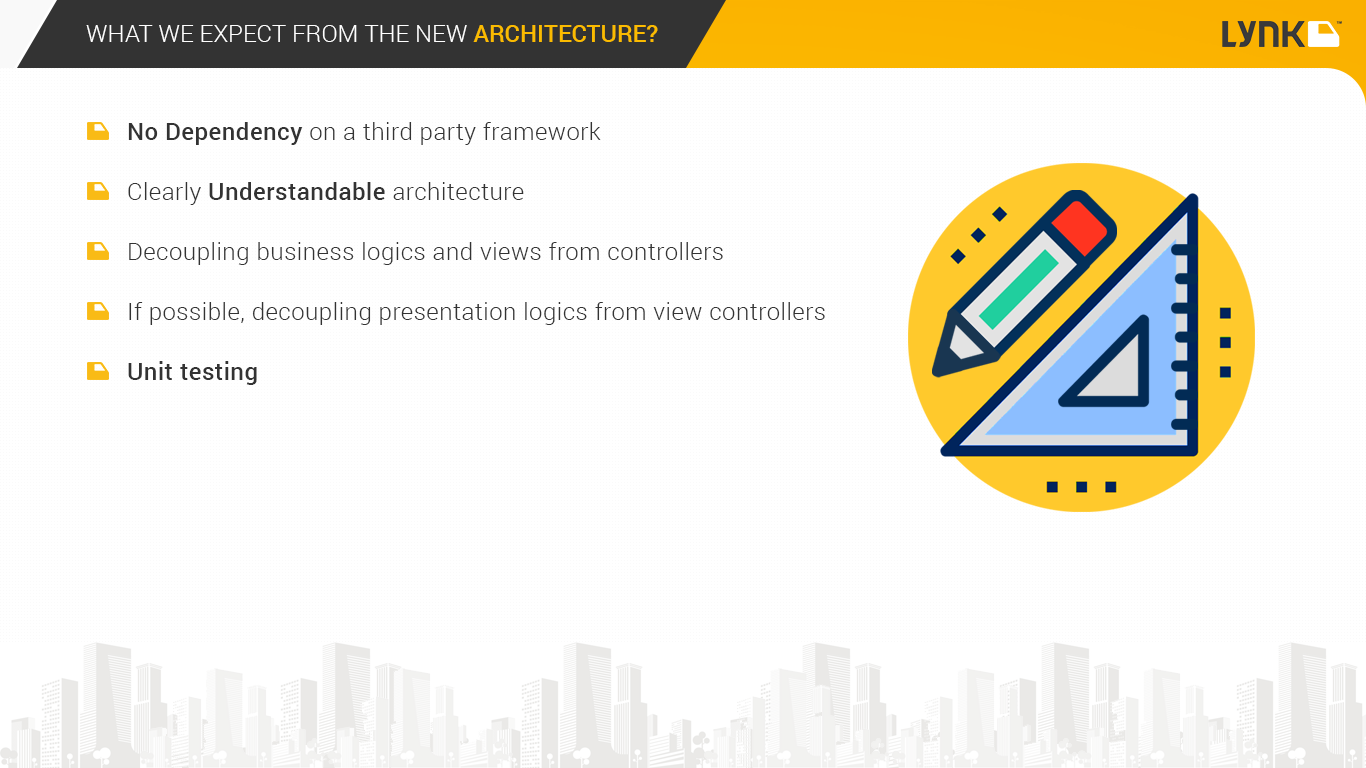 WHAT WE EXPECT FROM THE NEW ARCHITECTURE?
LYNK™
No Dependency on a third party framework
Clearly Understandable architecture
Decoupling business logics and views from controllers
If possible, decoupling presentation logics from view controllers
Unit testing